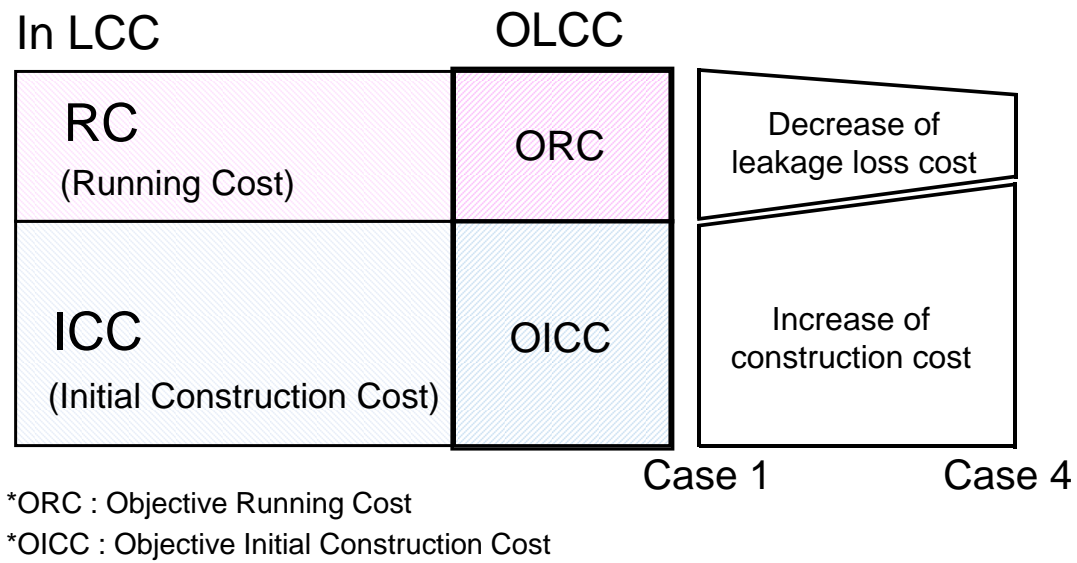 In LCC
OLCC
RC
(Running Cost)
ORC
Decrease of
leakage loss cost
ICC
(Initial Construction Cost)
OICC
Increase of
construction cost
Case 1
Case 4
*ORC : Objective Running Cost
*OICC : Objective Initial Construction Cost